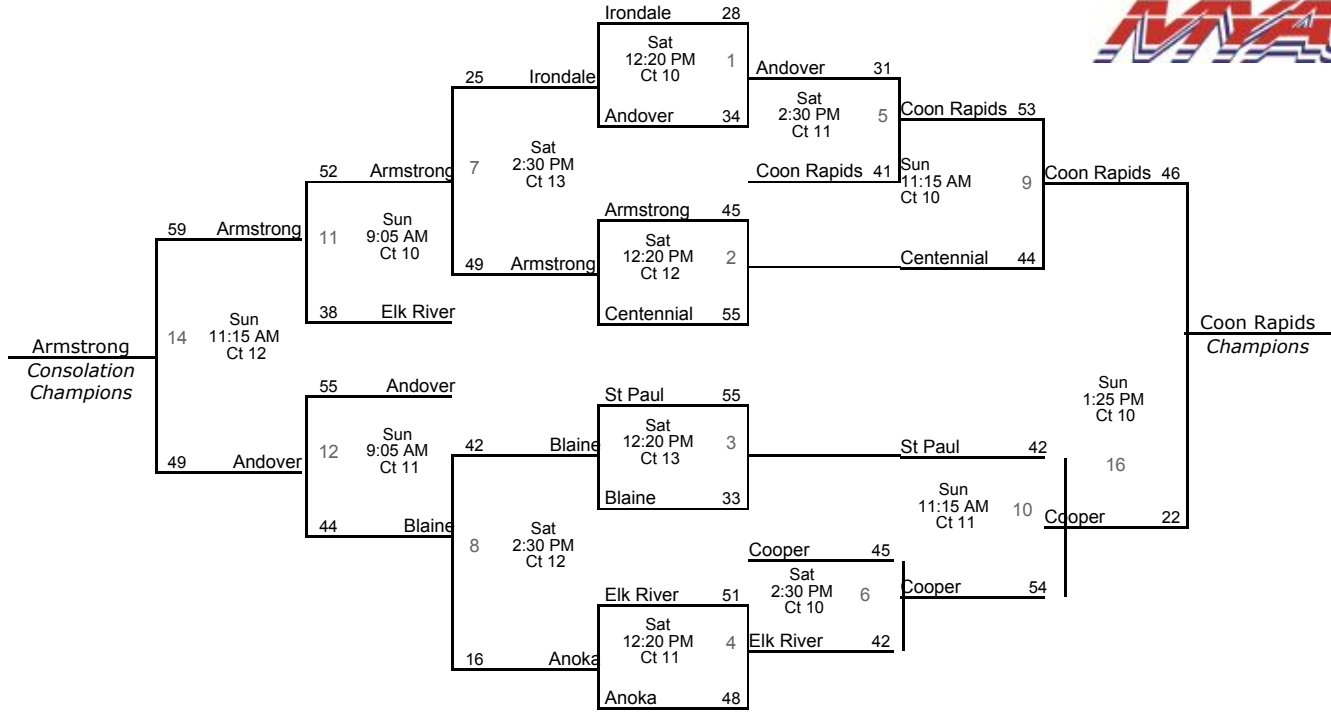 Irondale 28
Sat
12:20 PM
Ct 10
1
Andover 34
25 Irondale
Andover 31
Sat
2:30 PM
Ct 11
5
Coon Rapids 41
Coon Rapids 53
Sun
11:15 AM
Ct 10
9
Centennial 44
Coon Rapids 46
7
Sat
2:30 PM
Ct 13
52 Armstrong
Armstrong 45
Sat
12:20 PM
Ct 12
2
Centennial 55
49 Armstrong
59 Armstrong
11
Sun
9:05 AM
Ct 10
38 Elk River
14
Sun
11:15 AM
Ct 12
Armstrong
Consolation
Champions
Coon Rapids
Champions
55 Andover
12
Sun
9:05 AM
Ct 11
44 Blaine
49 Andover
St Paul 55
Sat
12:20 PM
Ct 13
3
Blaine 33
42 Blaine
8
Sat
2:30 PM
Ct 12
16 Anoka
Elk River 51
Sat
12:20 PM
Ct 11
4
Anoka 48
Cooper 45
Sat
2:30 PM
Ct 10
6
Elk River 42
St Paul 42
Sun
11:15 AM
Ct 11
10
Cooper 54
Sun
1:25 PM
Ct 10
16
Cooper 22